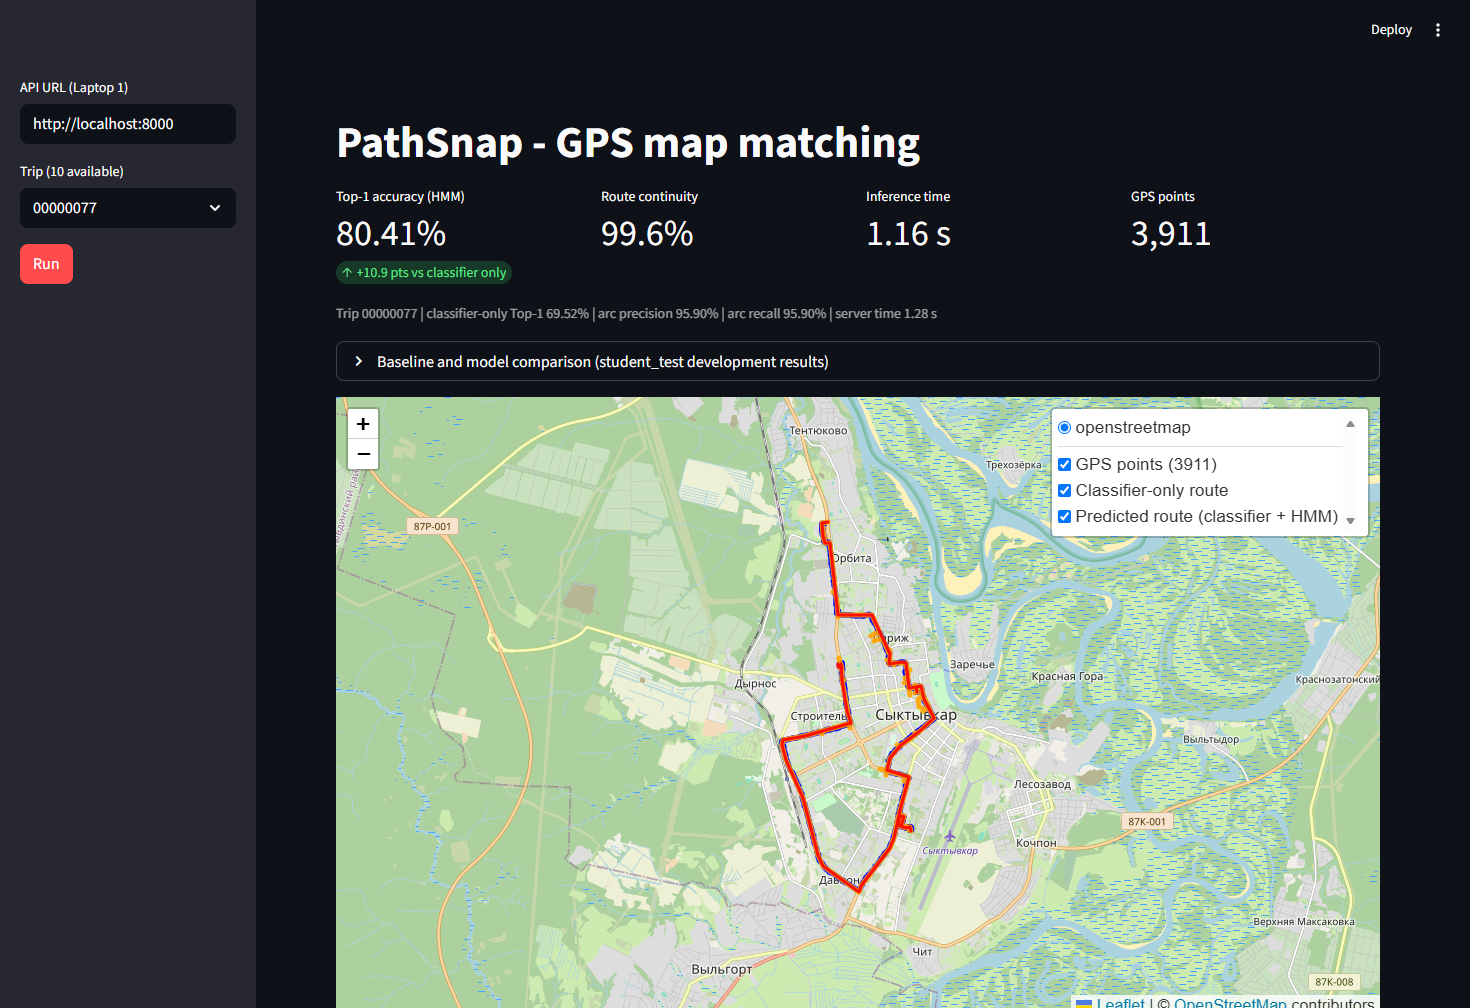 Deploy
API URL (Laptop 1)
http://localhost:8000
Trip (10 available)
00000077
Run
PathSnap - GPS map matching
Top-1 accuracy (HMM)
Route continuity
Inference time
GPS points
80.41%
99.6%
1.16 s
3,911
↑ +10.9 pts vs classifier only
Trip 00000077 | classifier-only Top-1 69.52% | arc precision 95.90% | arc recall 95.90% | server time 1.28 s
Baseline and model comparison (student_test development results)
+
−
openstreetmap
GPS points (3911)
Classifier-only route
Predicted route (classifier + HMM)
Тентюково
Трехозёрка
87Р-001
Орбита
Заречье
Красная Гора
Краснозатонский
Дырнос
Строитель
Сыктывкар
Выльтыдор
Лесозавод
87К-001
Сыктывкар
Кочпон
Верхняя Максаковка
Чит
Выльгорт
87К-008
Leaflet | © OpenStreetMap contributors